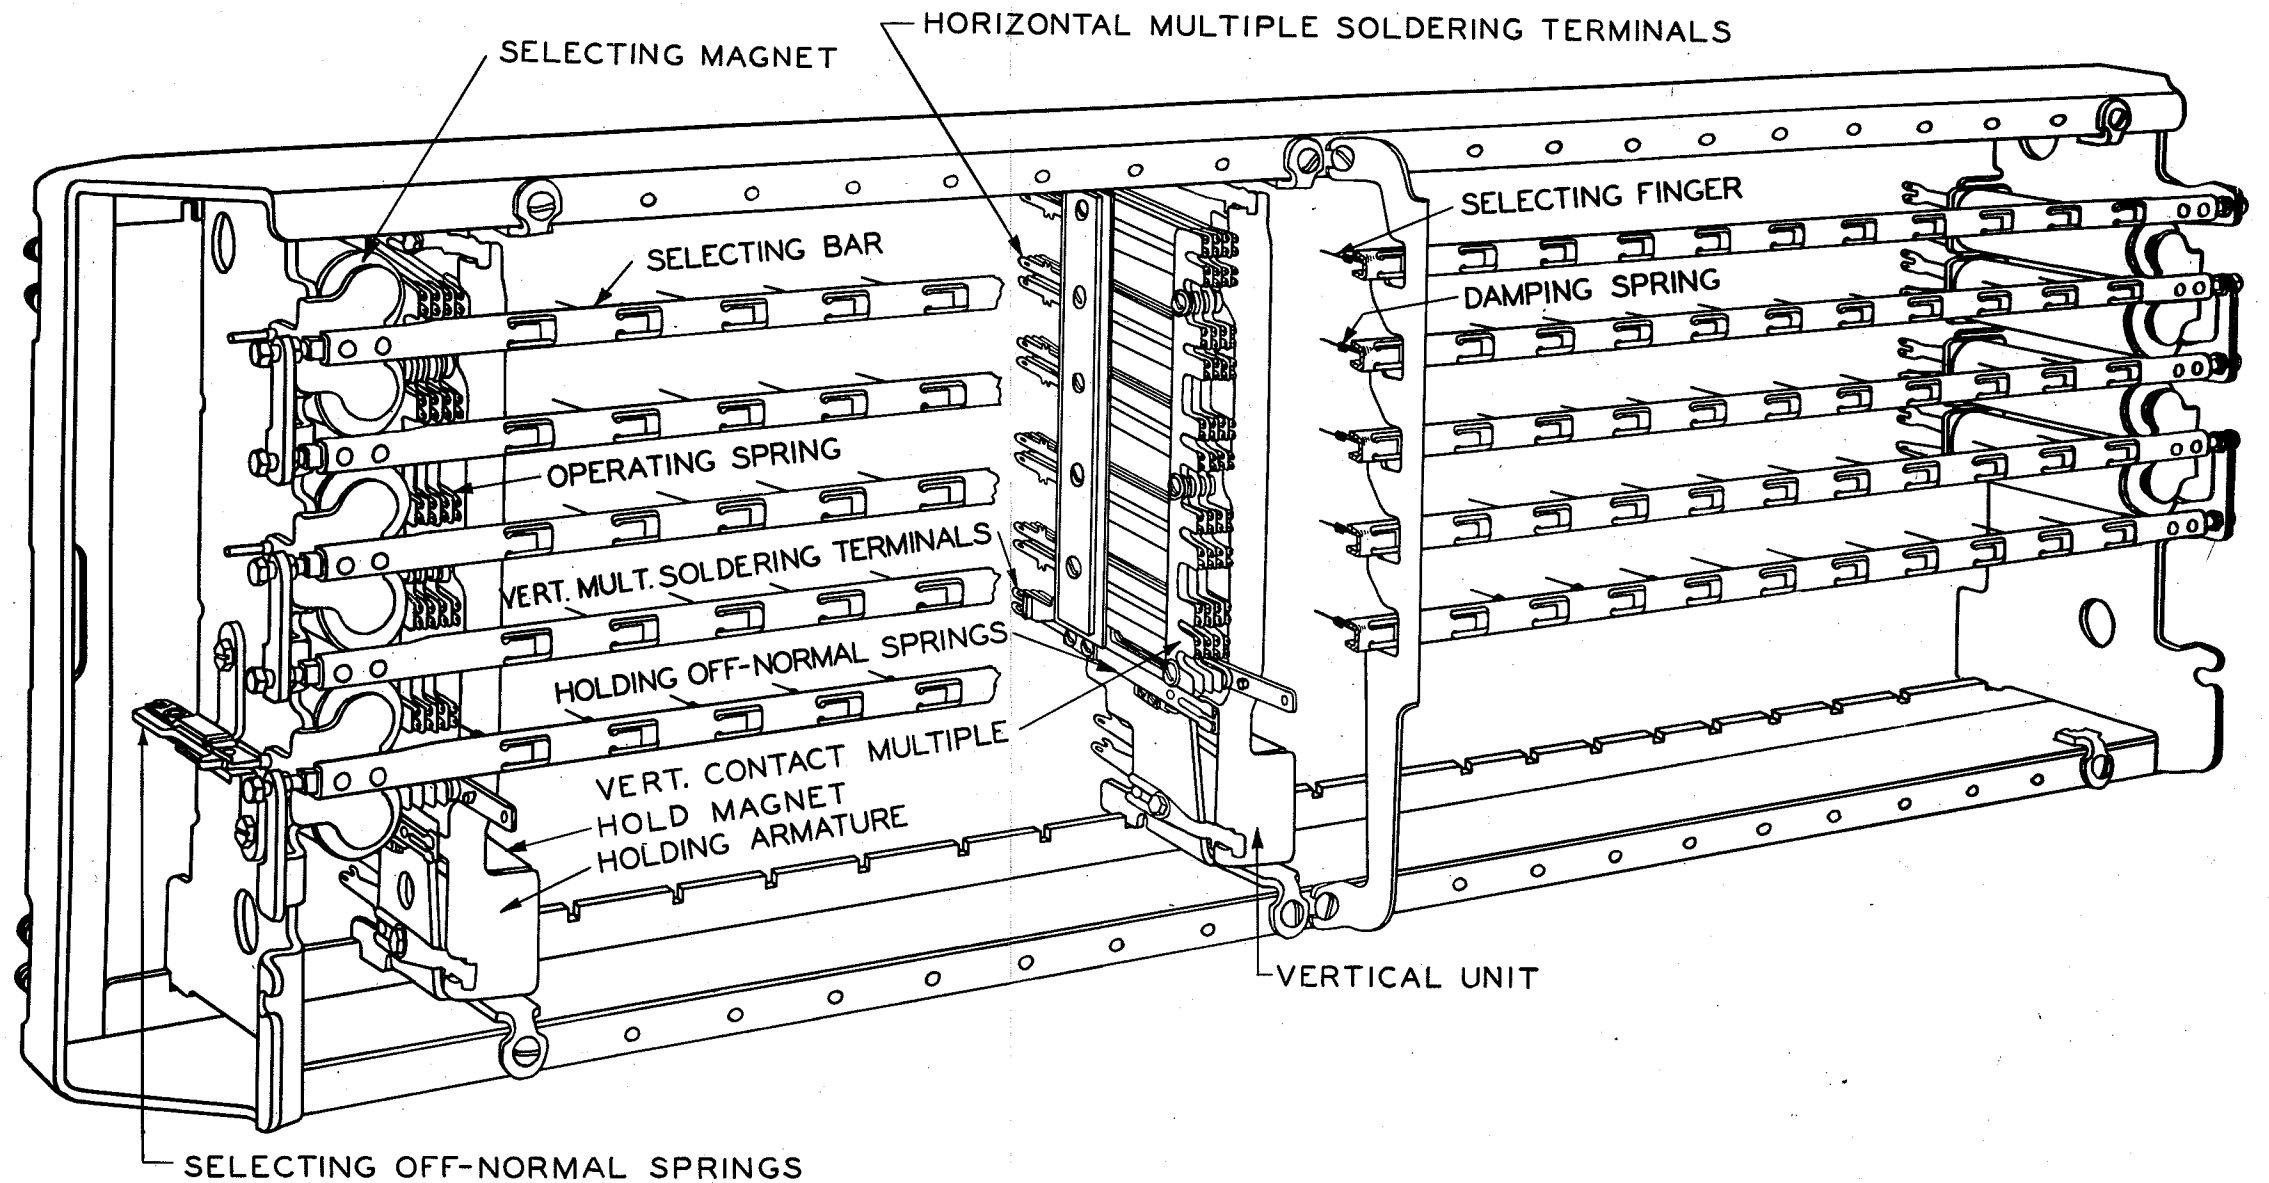 HORIZONTAL MULTIPLE SOLDERING TERMINALS
SELECTING MAGNET
SELECTING FINGER
SELECTING BAR
DAMPING SPRING
OPERATING SPRING
VERT. MULT. SOLDERING TERMINALS
HOLDING OFF-NORMAL SPRINGS
VERT. CONTACT MULTIPLE
HOLD MAGNET
HOLDING ARMATURE
VERTICAL UNIT
SELECTING OFF-NORMAL SPRINGS